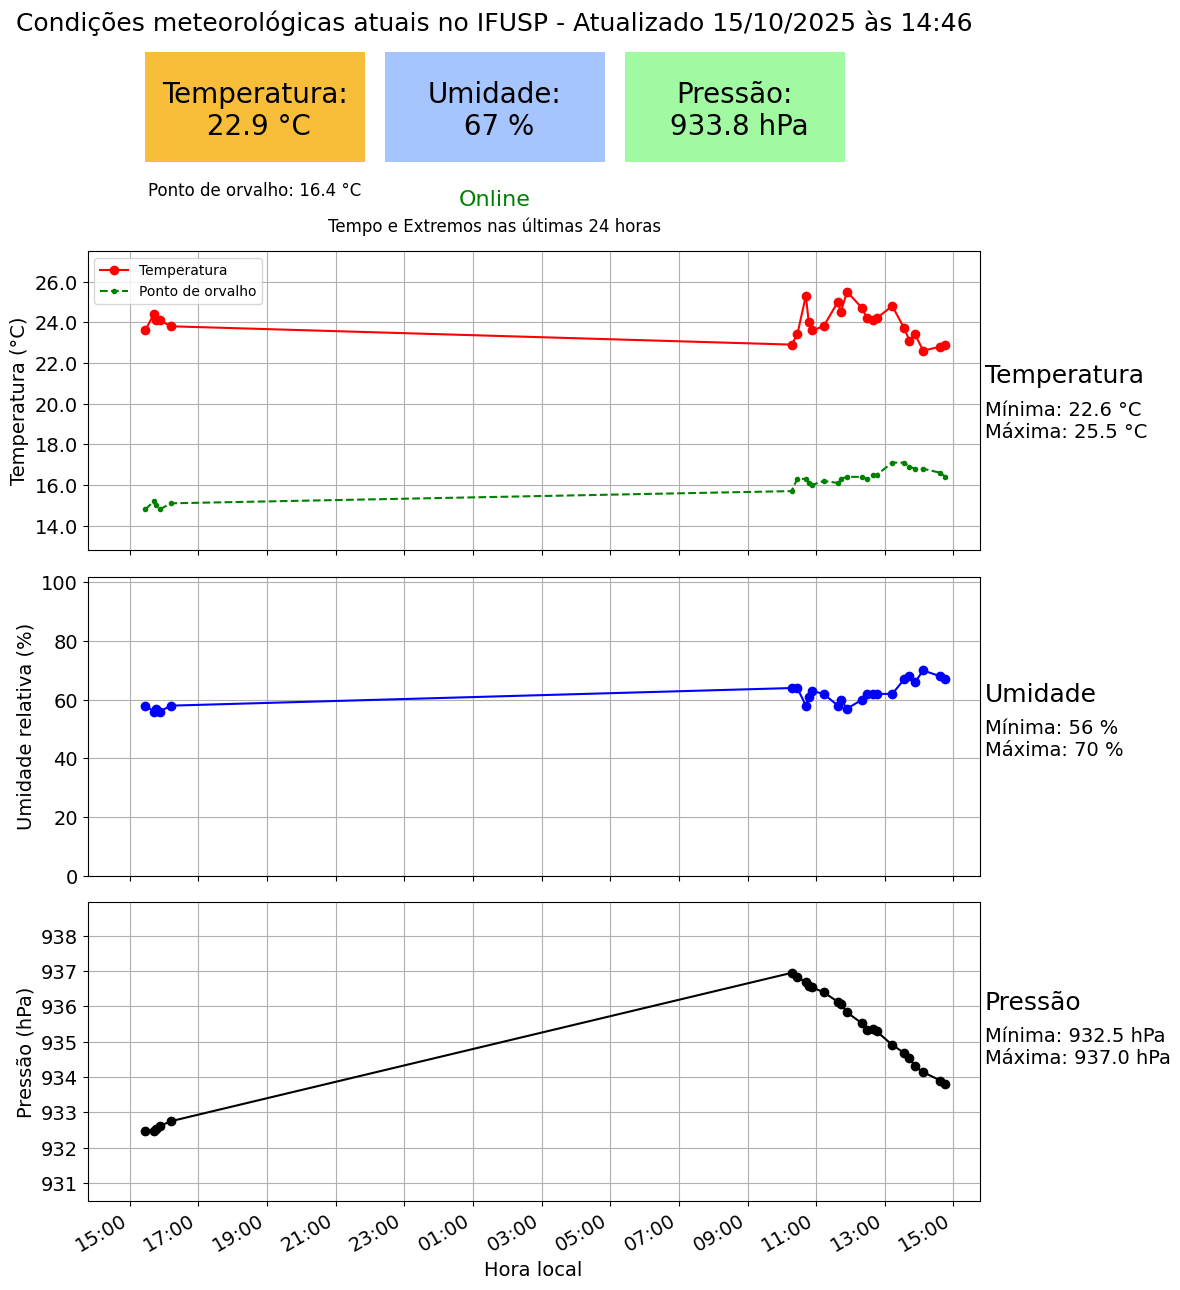 Condições meteorológicas atuais no IFUSP - Atualizado 15/10/2025 às 14:46
Temperatura:
22.9 °C
Umidade:
67 %
Pressão:
933.8 hPa
Ponto de orvalho: 16.4 °C
Online
Tempo e Extremos nas últimas 24 horas
Temperatura
Ponto de orvalho
Temperatura (°C)
26.0
24.0
22.0
20.0
18.0
16.0
14.0
Temperatura
Mínima: 22.6 °C
Máxima: 25.5 °C
Umidade relativa (%)
100
80
60
40
20
0
Umidade
Mínima: 56 %
Máxima: 70 %
Pressão (hPa)
938
937
936
935
934
933
932
931
Pressão
Mínima: 932.5 hPa
Máxima: 937.0 hPa
15:00 17:00 19:00 21:00 23:00 01:00 03:00 05:00 07:00 09:00 11:00 13:00 15:00
Hora local